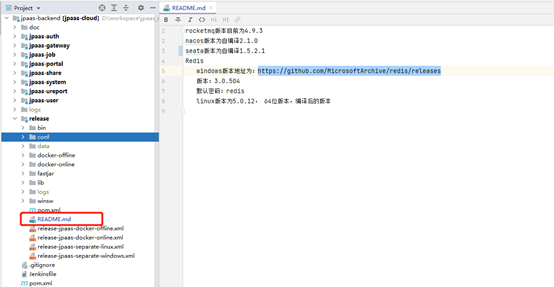 Project
README.md
jpaas-backend [jpaas-cloud] D:\workspace\jpaas_
doc
jpaas-auth
jpaas-gateway
jpaas-job
jpaas-portal
jpaas-share
jpaas-system
jpaas-ureport
jpaas-user
logs
release
bin
conf
data
docker-offline
docker-online
fastjar
lib
logs
winsw
pom.xml
README.md
release-jpaas-docker-offline.xml
release-jpaas-docker-online.xml
release-jpaas-separate-linux.xml
release-jpaas-separate-windows.xml
.gitignore
Jenkinsfile
pom.xml
1 rocketmq版本目前为4.9.3
2 nacos版本为自编译2.1.0
3 seata版本为自编译1.5.2.1
4 Redis
5 windows版本地址为：https://github.com/MicrosoftArchive/redis/releases
6 版本：3.0.504
7 默认密码：redis
8 linux版本为5.0.12， 64位版本，编译后的版本
9